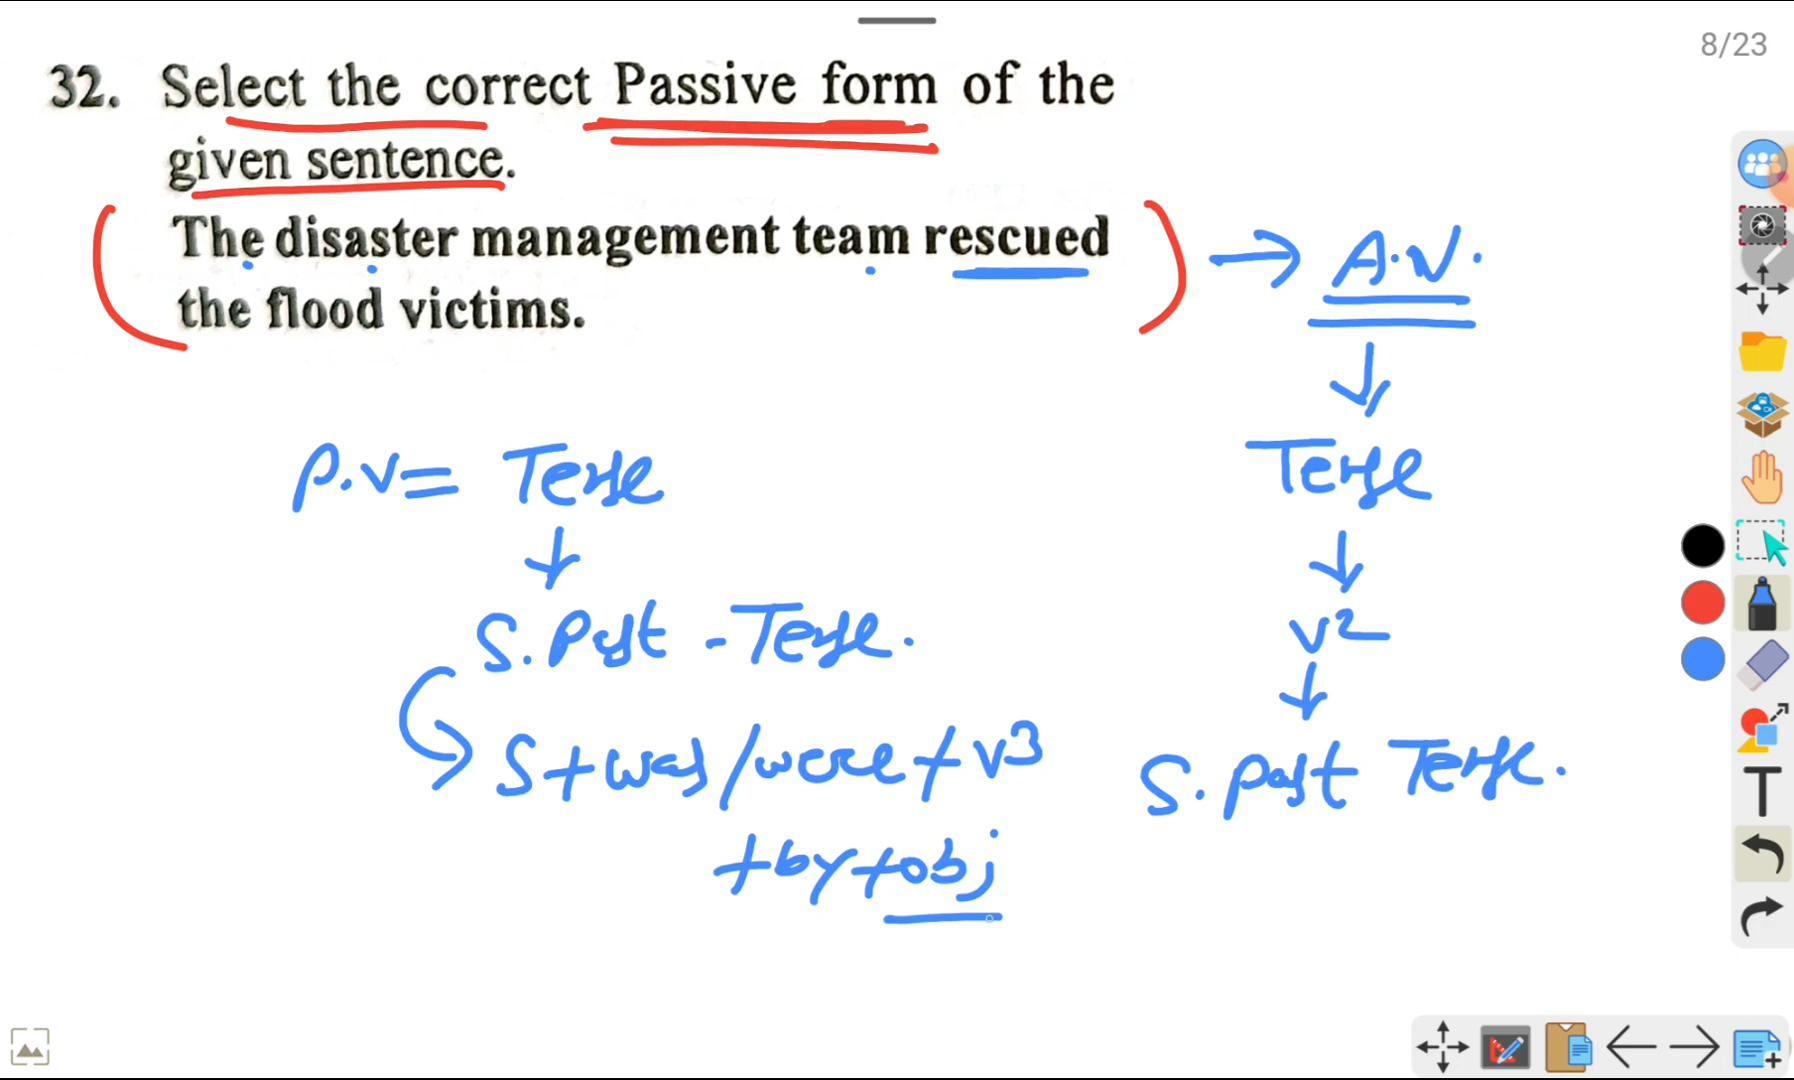 8/23
32. Select the correct Passive form of the
given sentence.
The disaster management team rescued
the flood victims.
→ A.V.
P.V = Tense
Tense
S. Past - Tense.
V2
S + was/were + V3
S. Past Tense.
+ by + obj
T